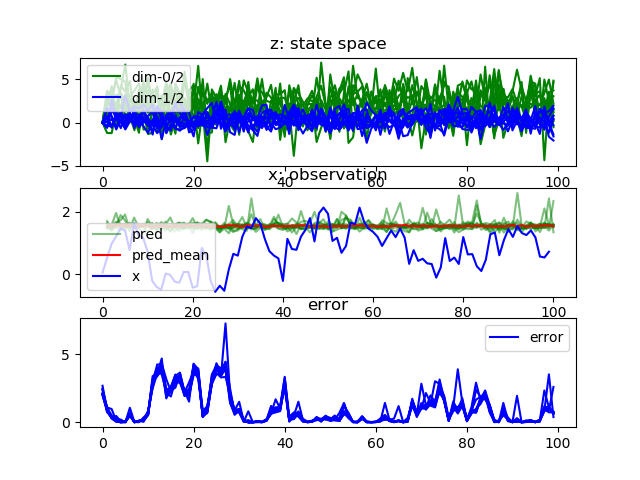 z: state space
5
0
−5
dim-0/2
dim-1/2
0
20
40
60
80
100
x: observation
2
0
pred
pred_mean
x
0
20
40
60
80
100
error
5
0
error
0
20
40
60
80
100